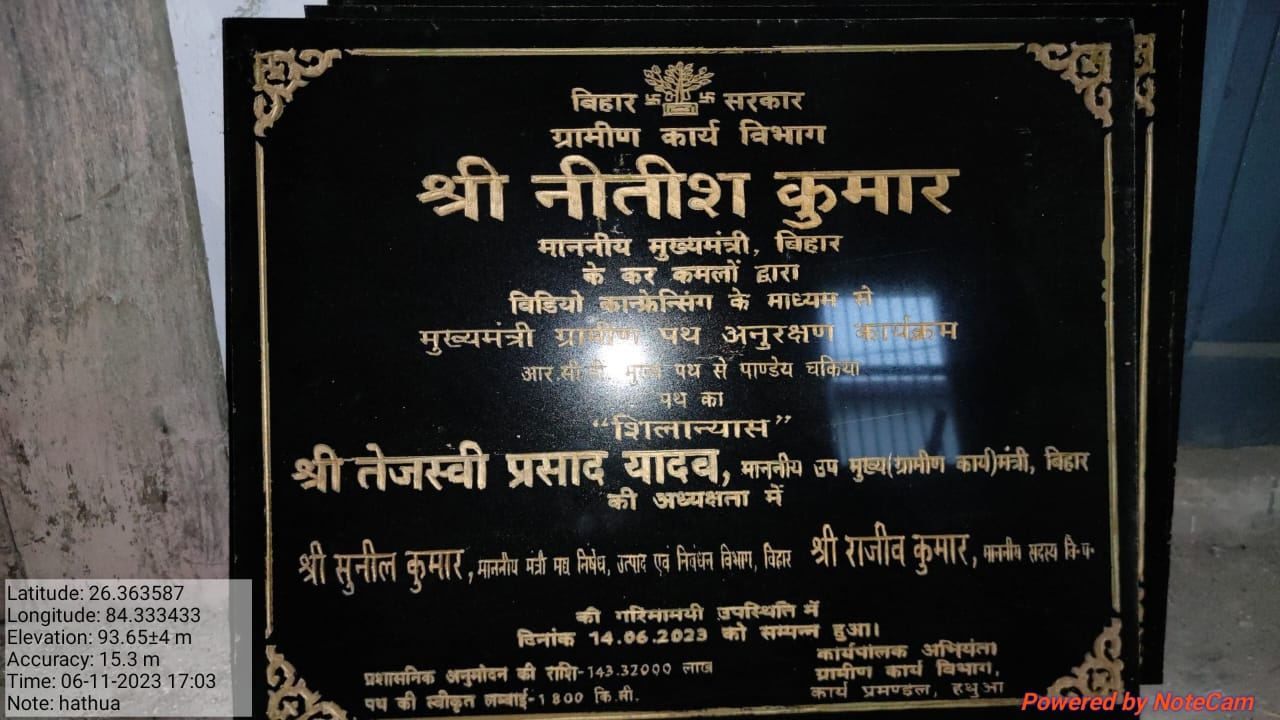 बिहार सरकार
ग्रामीण कार्य विभाग
श्री नीतीश कुमार
माननीय मुख्यमंत्री, बिहार
के कर कमलों द्वारा
विडियो कान्फ्रेन्सिंग के माध्यम से
मुख्यमंत्री ग्रामीण पथ अनुरक्षण कार्यक्रम
आर.सी.डी. मुख्य पथ से पाण्डेय चकिया
पथ का
“शिलान्यास”
श्री तेजस्वी प्रसाद यादव, माननीय उप मुख्य(ग्रामीण कार्य)मंत्री, बिहार
की अध्यक्षता में
श्री सुनील कुमार, माननीय मंत्री मघ निषेध, उत्पाद एवं निवंधन विभाग, विहार श्री राजीव कुमार, माननीय सदस्य वि॰प॰
की गरिमामयी उपस्थिति में
दिनांक 14.06.2023 को सम्पन्न हुआ।
प्रशासनिक अनुमोदन की राशि-143.32000 लाख
पथ की स्वीकृत लम्वाई-1800 कि.मी.
कार्यपालक अभियंता
ग्रामीण कार्य विभाग,
कार्य प्रमण्डल, हथुआ
Latitude: 26.363587
Longitude: 84.333433
Elevation: 93.65±4 m
Accuracy: 15.3 m
Time: 06-11-2023 17:03
Note: hathua
Powered by NoteCam